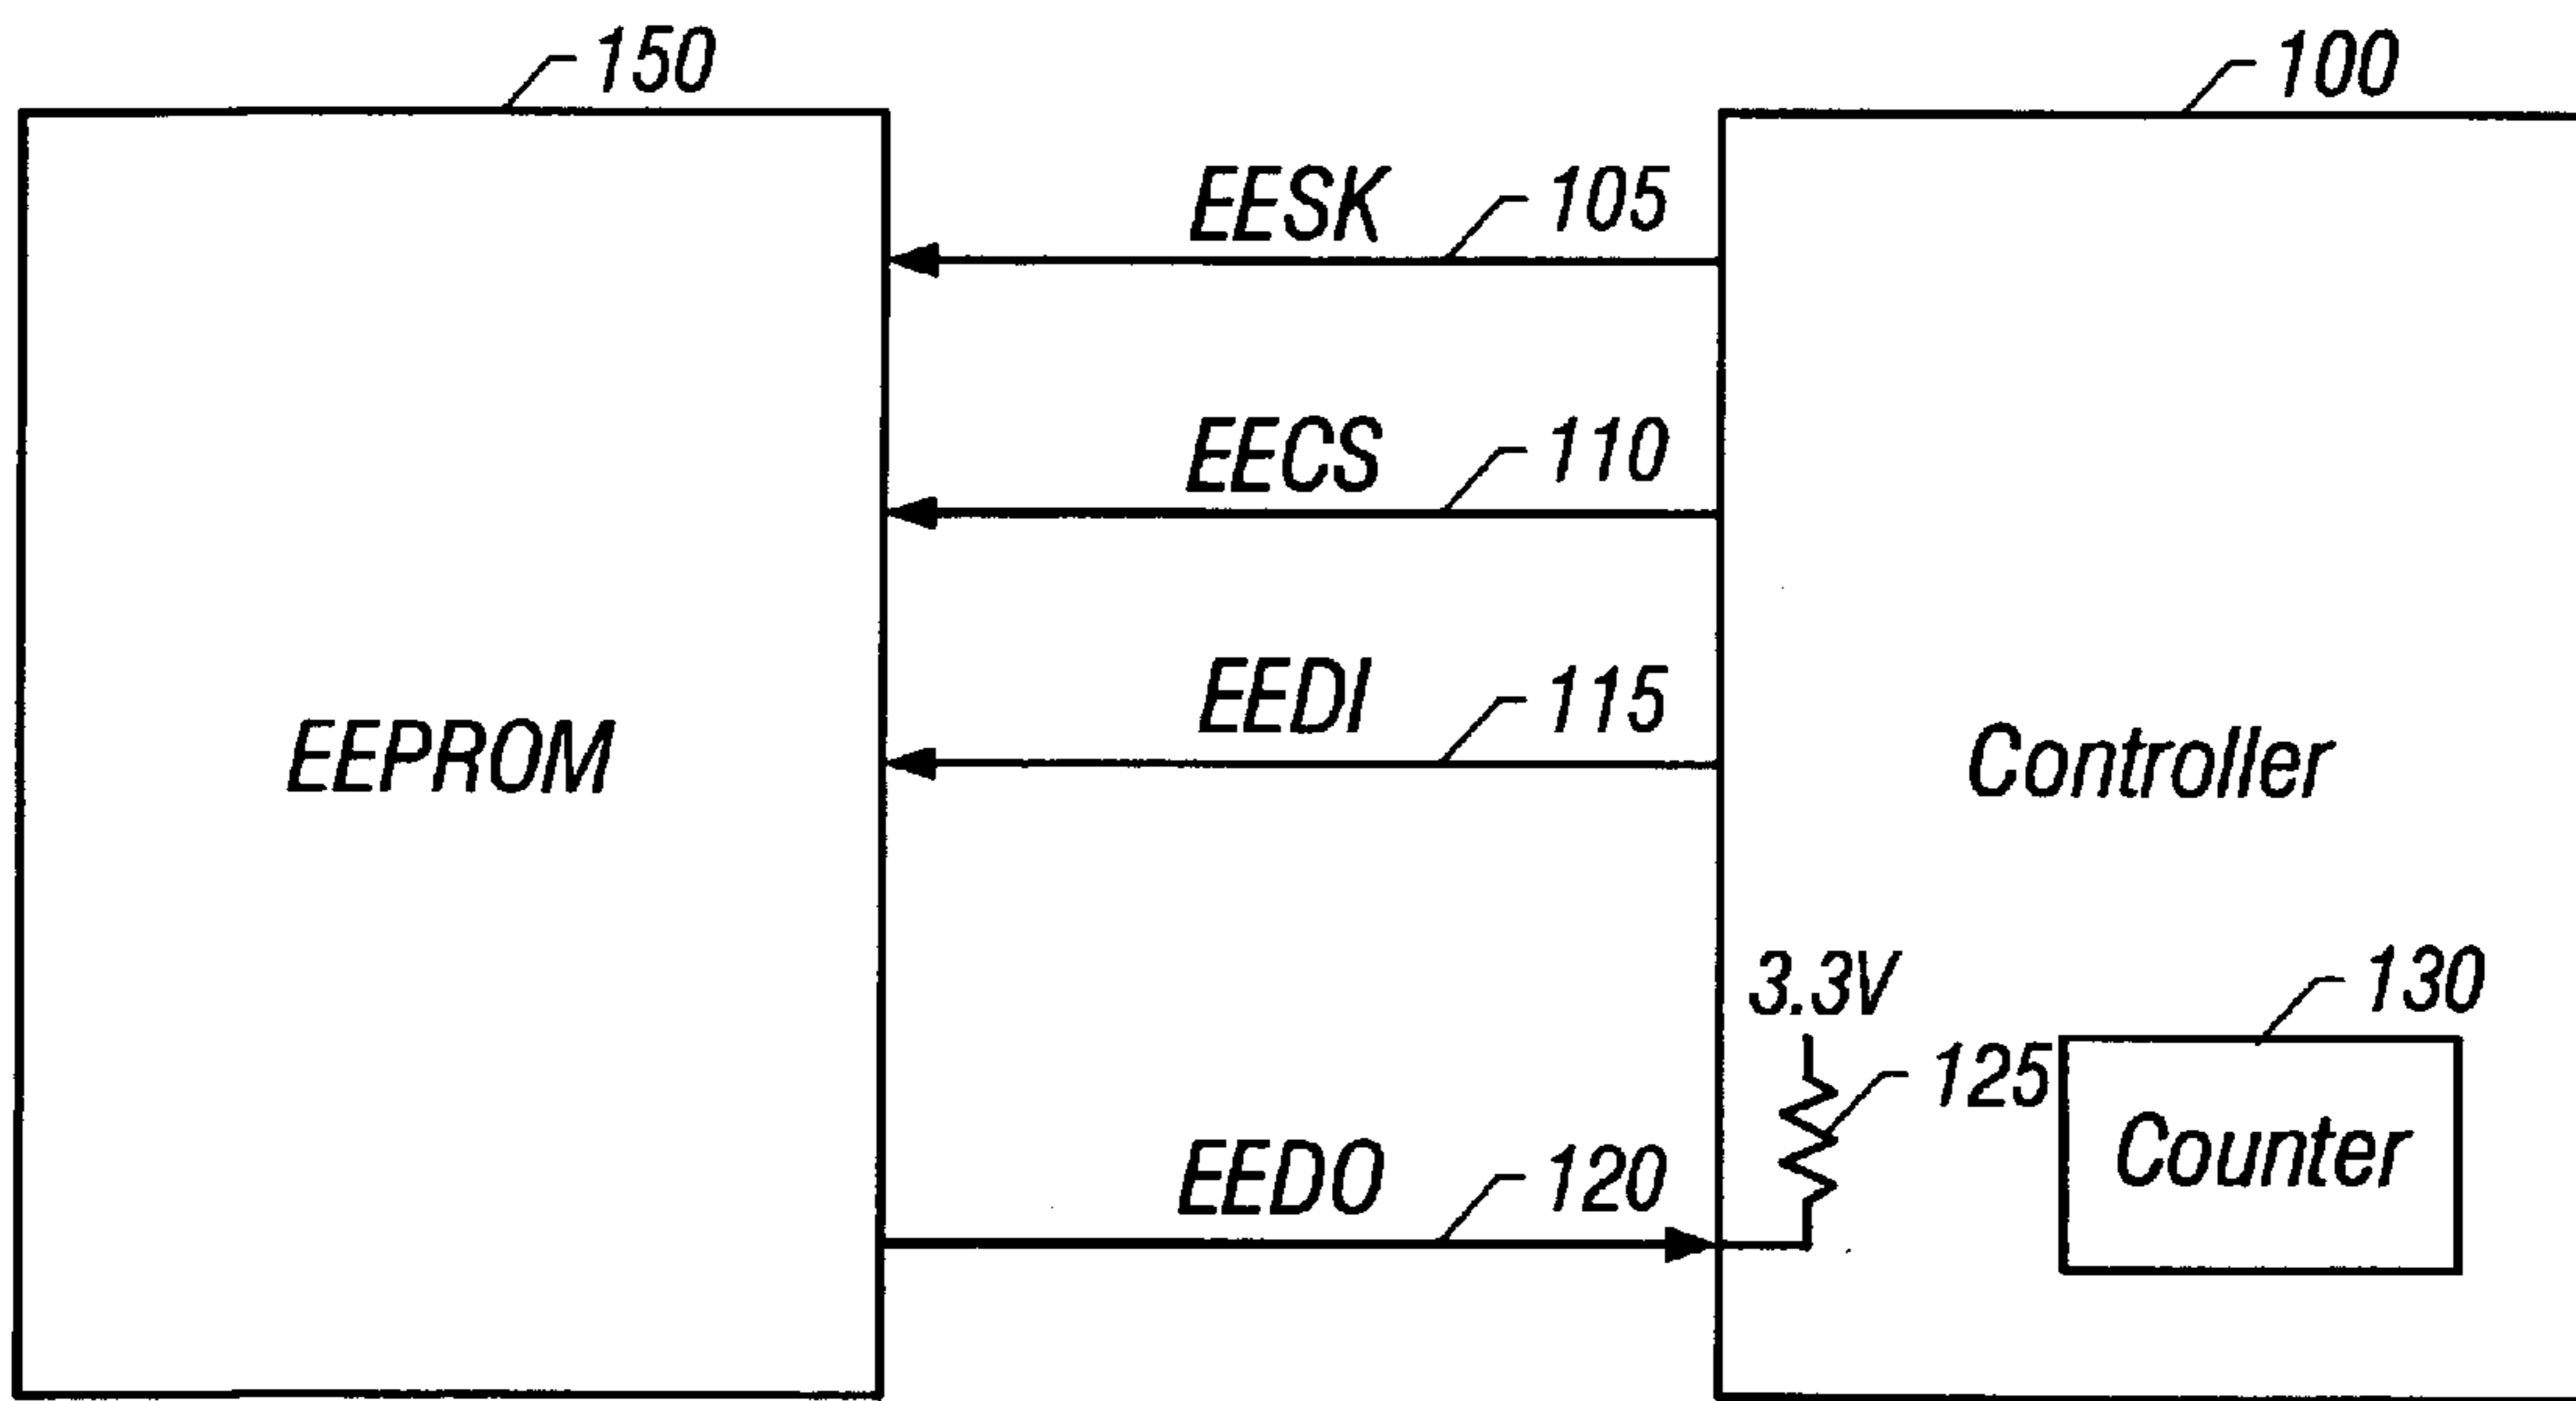 150
100
EESK
105
EECS
110
EEDI
115
EEPROM
Controller
3.3V
130
125
Counter
EEDO
120